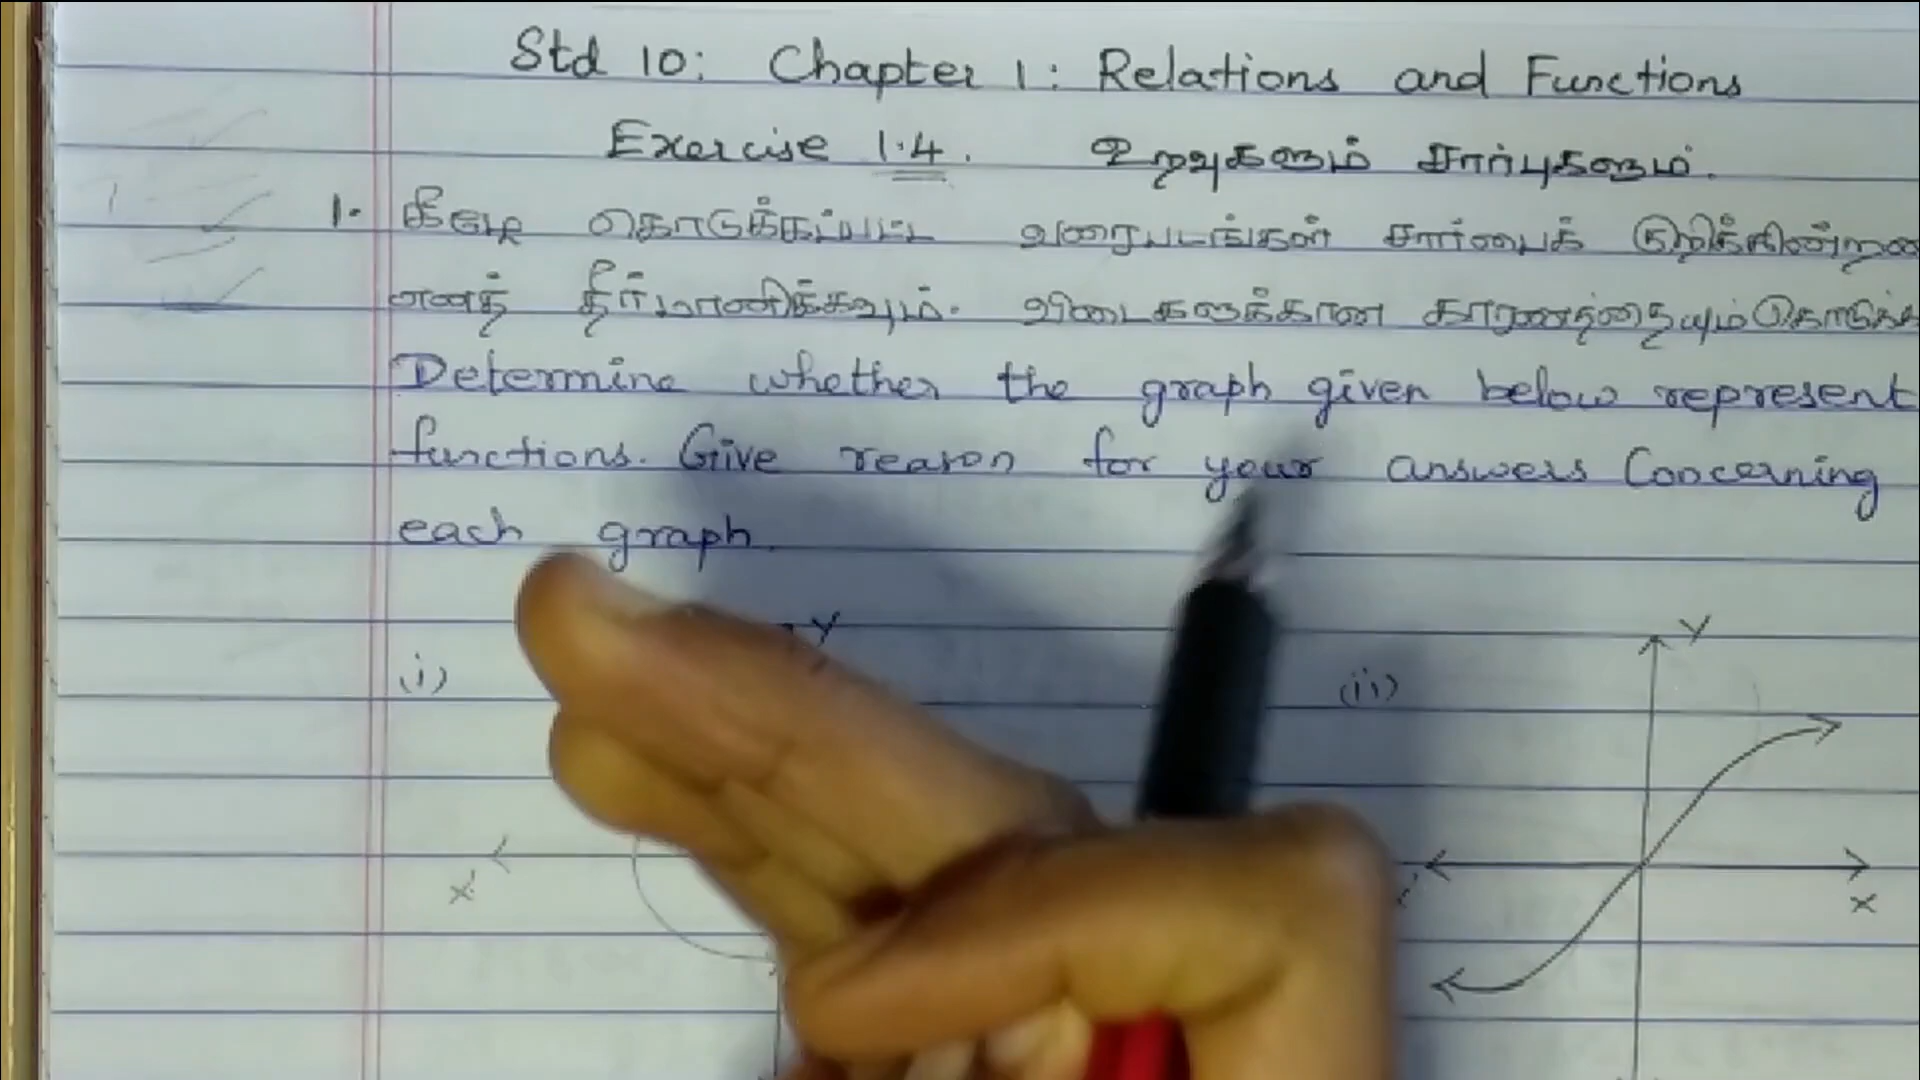 Std 10: Chapter 1: Relations and Functions
Exercise 1.4. உறவுகளும் சார்புகளும்.
1. கீழே கொடுக்கப்பட்ட வரைபடங்கள் சார்பைக் குறிக்கின்றன
எனத் தீர்மானிக்கவும். விடைகளுக்கான காரணத்தையும் கொடுக்க
Determine whether the graph given below represent
functions. Give reason for your answers Concerning
each graph.
(i) Y
(ii) Y
X' X